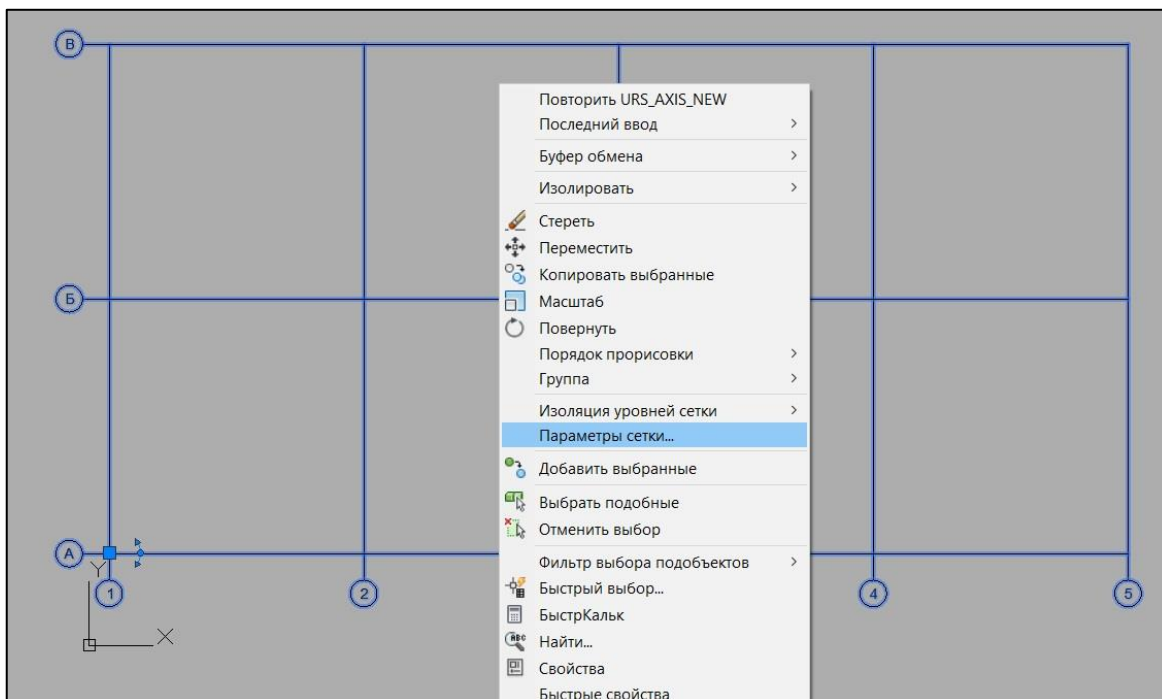 В
Повторить URS_AXIS_NEW
Последний ввод
Буфер обмена
Изолировать
Стереть
Переместить
Копировать выбранные
Б
Масштаб
Повернуть
Порядок прорисовки
Группа
Изоляция уровней сетки
Параметры сетки...
Добавить выбранные
Выбрать подобные
Отменить выбор
А
Фильтр выбора подобъектов
Y
Быстрый выбор...
1
2
4
5
БыстрКальк
X
Найти...
Свойства
Быстрые свойства